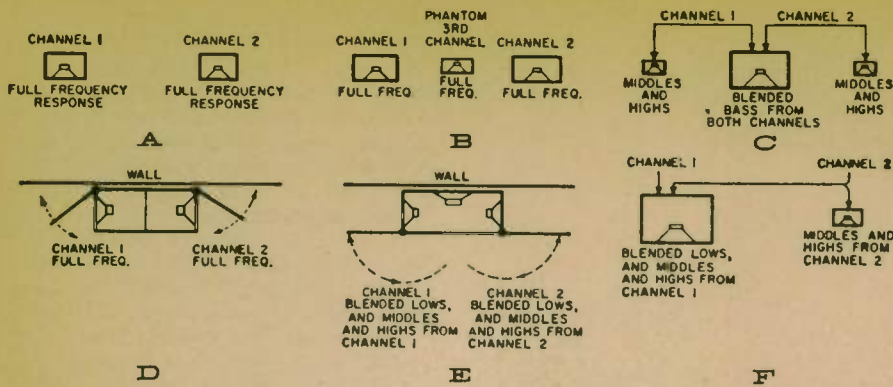 CHANNEL 1
CHANNEL 2
FULL FREQUENCY
RESPONSE
FULL FREQUENCY
RESPONSE
A
PHANTOM
3RD
CHANNEL
CHANNEL 1
CHANNEL 2
FULL FREQ.
FULL
FREQ.
FULL FREQ.
B
CHANNEL 1
CHANNEL 2
MIDDLES
AND
HIGHS
BLENDED
BASS FROM
BOTH CHANNELS
MIDDLES
AND
HIGHS
C
WALL
CHANNEL 1
FULL FREQ.
CHANNEL 2
FULL FREQ.
D
WALL
CHANNEL 1
BLENDED LOWS,
AND MIDDLES
AND HIGHS FROM
CHANNEL 1
CHANNEL 2
BLENDED LOWS,
AND MIDDLES
AND HIGHS FROM
CHANNEL 2
E
CHANNEL 1
CHANNEL 2
BLENDED LOWS,
AND MIDDLES
AND HIGHS FROM
CHANNEL 1
MIDDLES AND
HIGHS FROM
CHANNEL 2
F